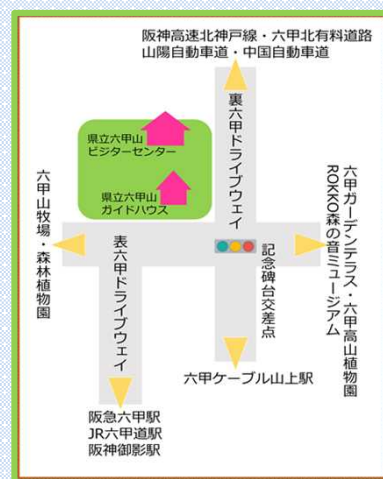 阪神高速北神戸線・六甲北有料道路
山陽自動車道・中国自動車道
裏六甲ドライブウェイ
県立六甲山
ビジターセンター
県立六甲山
ガイドハウス
六甲山牧場・森林植物園
表六甲ドライブウェイ
記念碑台交差点
六甲ガーデンテラス・六甲高山植物園
ROKKO森の音ミュージアム
六甲ケーブル山上駅
阪急六甲駅
JR六甲道駅
阪神御影駅